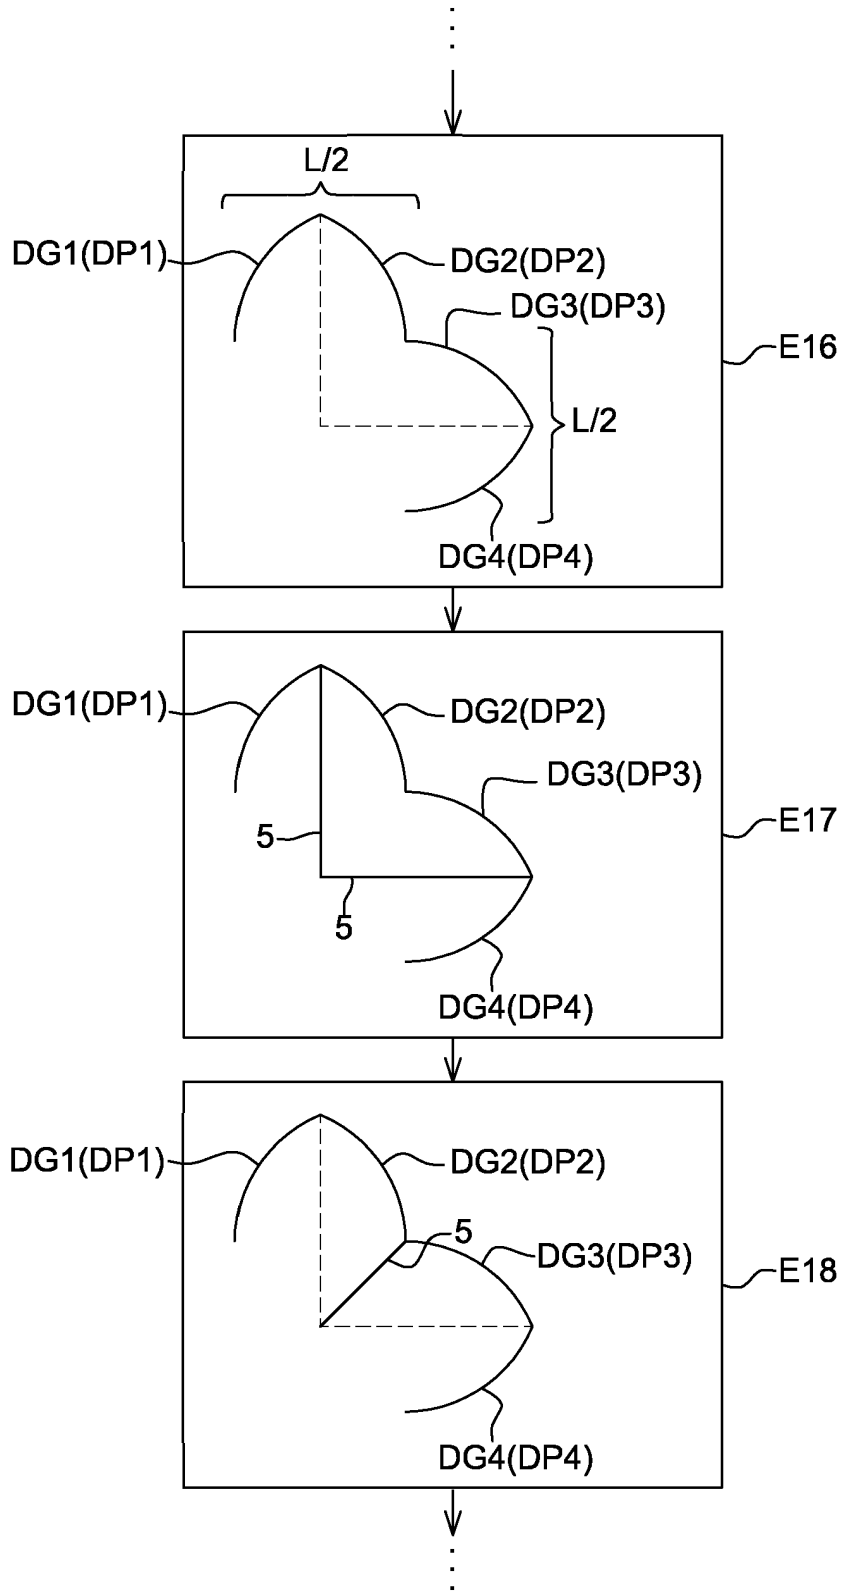 L/2
DG1(DP1)
DG2(DP2)
DG3(DP3)
E16
L/2
DG4(DP4)
DG1(DP1)
DG2(DP2)
DG3(DP3)
E17
5
5
DG4(DP4)
DG1(DP1)
DG2(DP2)
5
DG3(DP3)
E18
DG4(DP4)